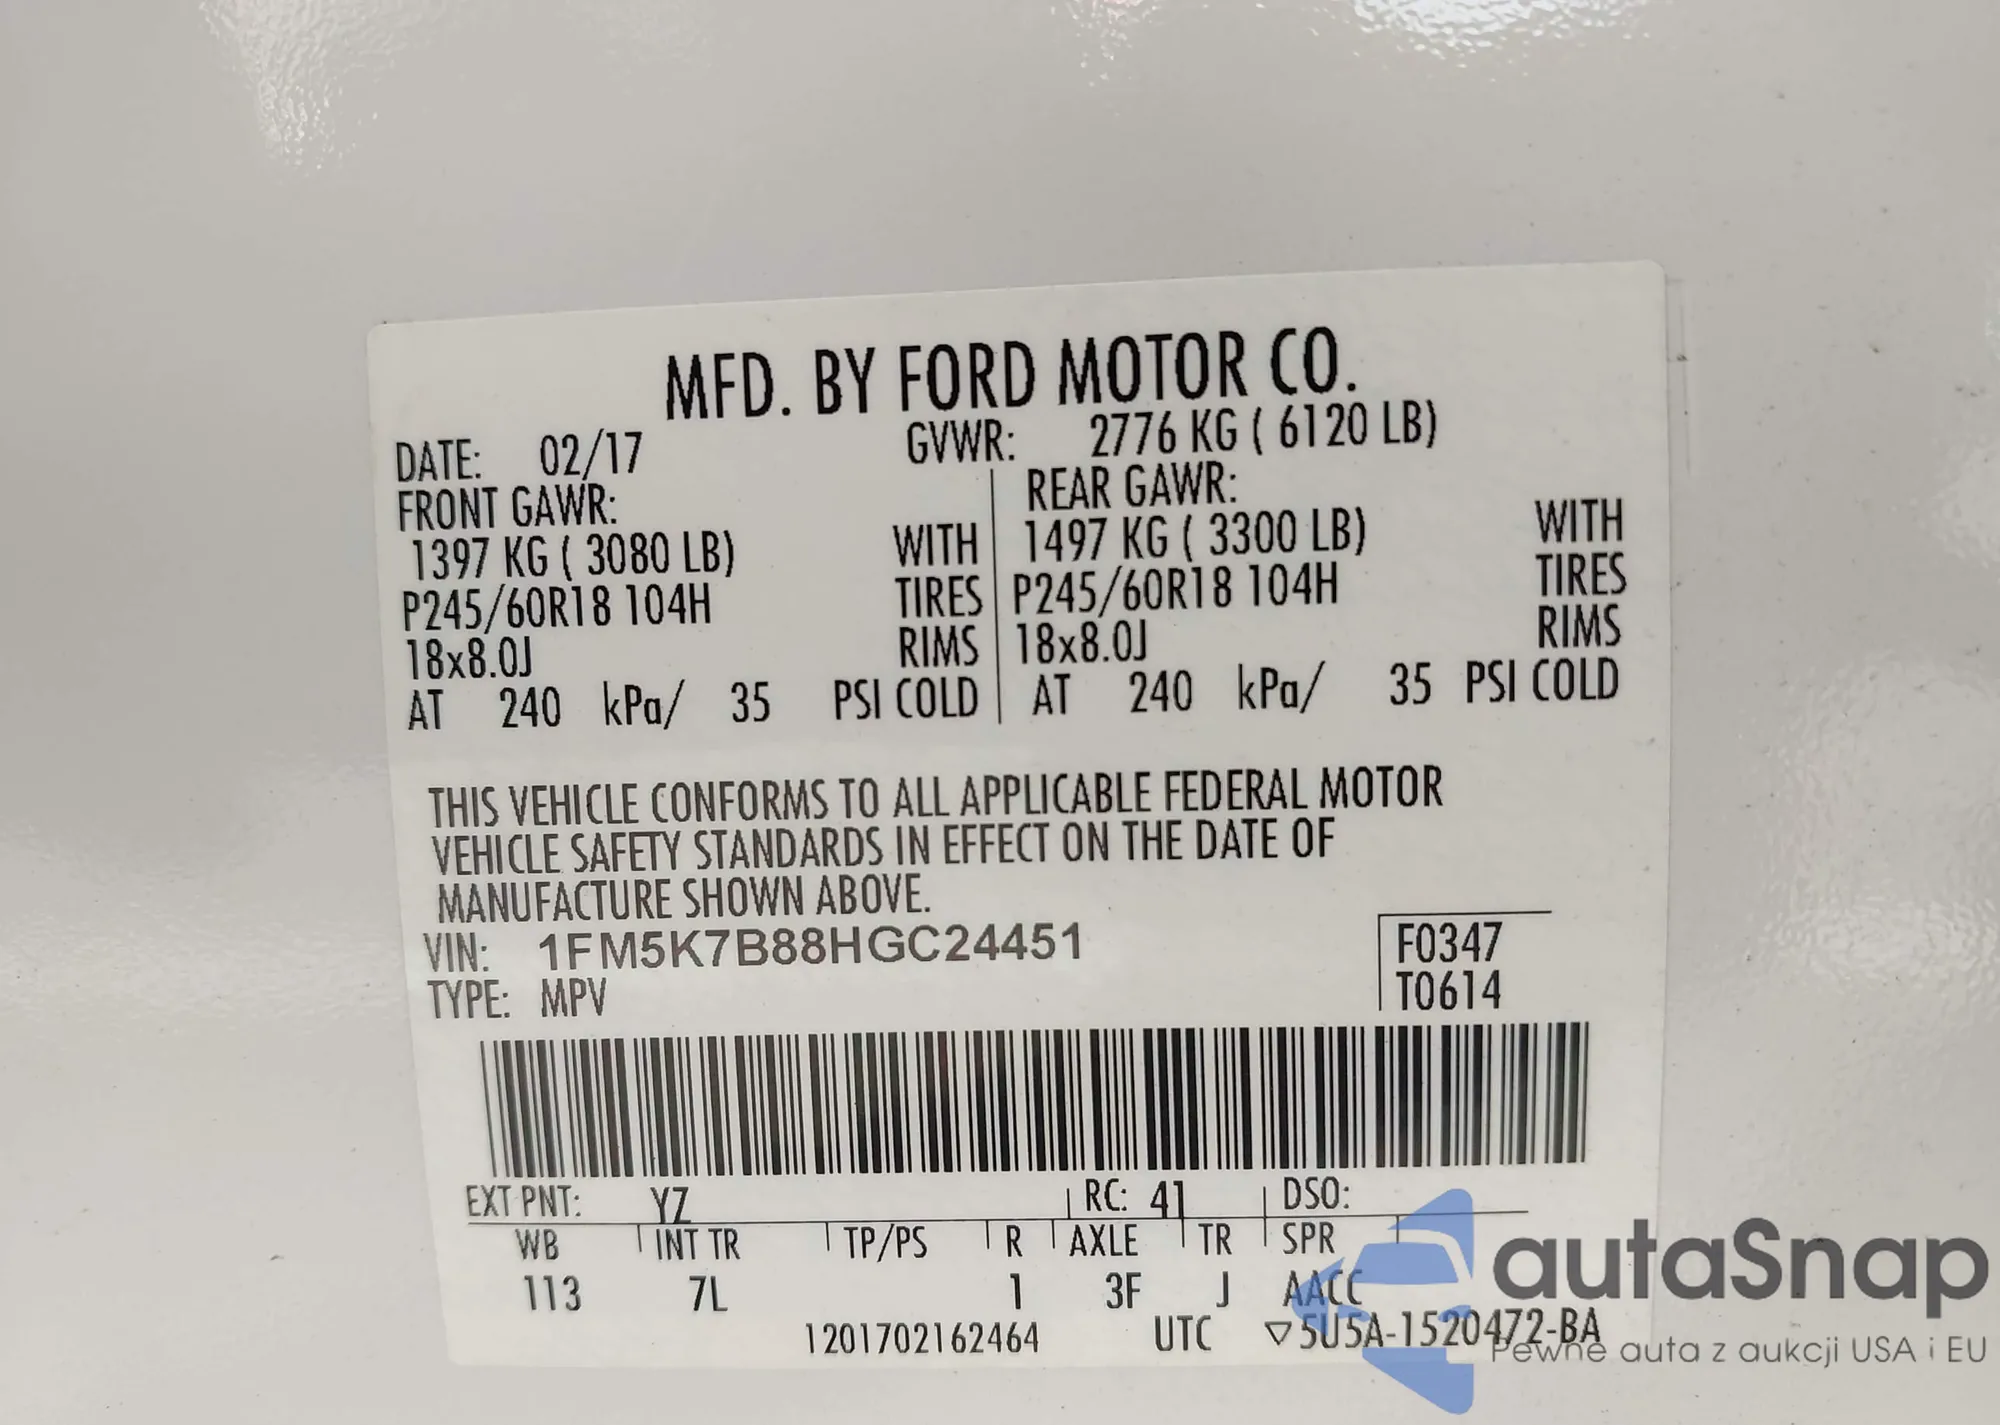 MFD. BY FORD MOTOR CO.
DATE: 02/17 GVWR: 2776 KG ( 6120 LB)
FRONT GAWR: REAR GAWR:
1397 KG ( 3080 LB) WITH 1497 KG ( 3300 LB) WITH
P245/60R18 104H TIRES P245/60R18 104H TIRES
18x8.0J RIMS 18x8.0J RIMS
AT 240 kPa/ 35 PSI COLD AT 240 kPa/ 35 PSI COLD
THIS VEHICLE CONFORMS TO ALL APPLICABLE FEDERAL MOTOR
VEHICLE SAFETY STANDARDS IN EFFECT ON THE DATE OF
MANUFACTURE SHOWN ABOVE.
VIN: 1FM5K7B88HGC24451 F0347
TYPE: MPV T0614
EXT PNT: YZ RC: 41 DSO:
WB INT TR TP/PS R AXLE TR SPR
113 7L 1 3F J AACC
1201702162464 UTC ▽5U5A-1520472-BA
autaSnap
Pewne auta z aukcji USA i EU